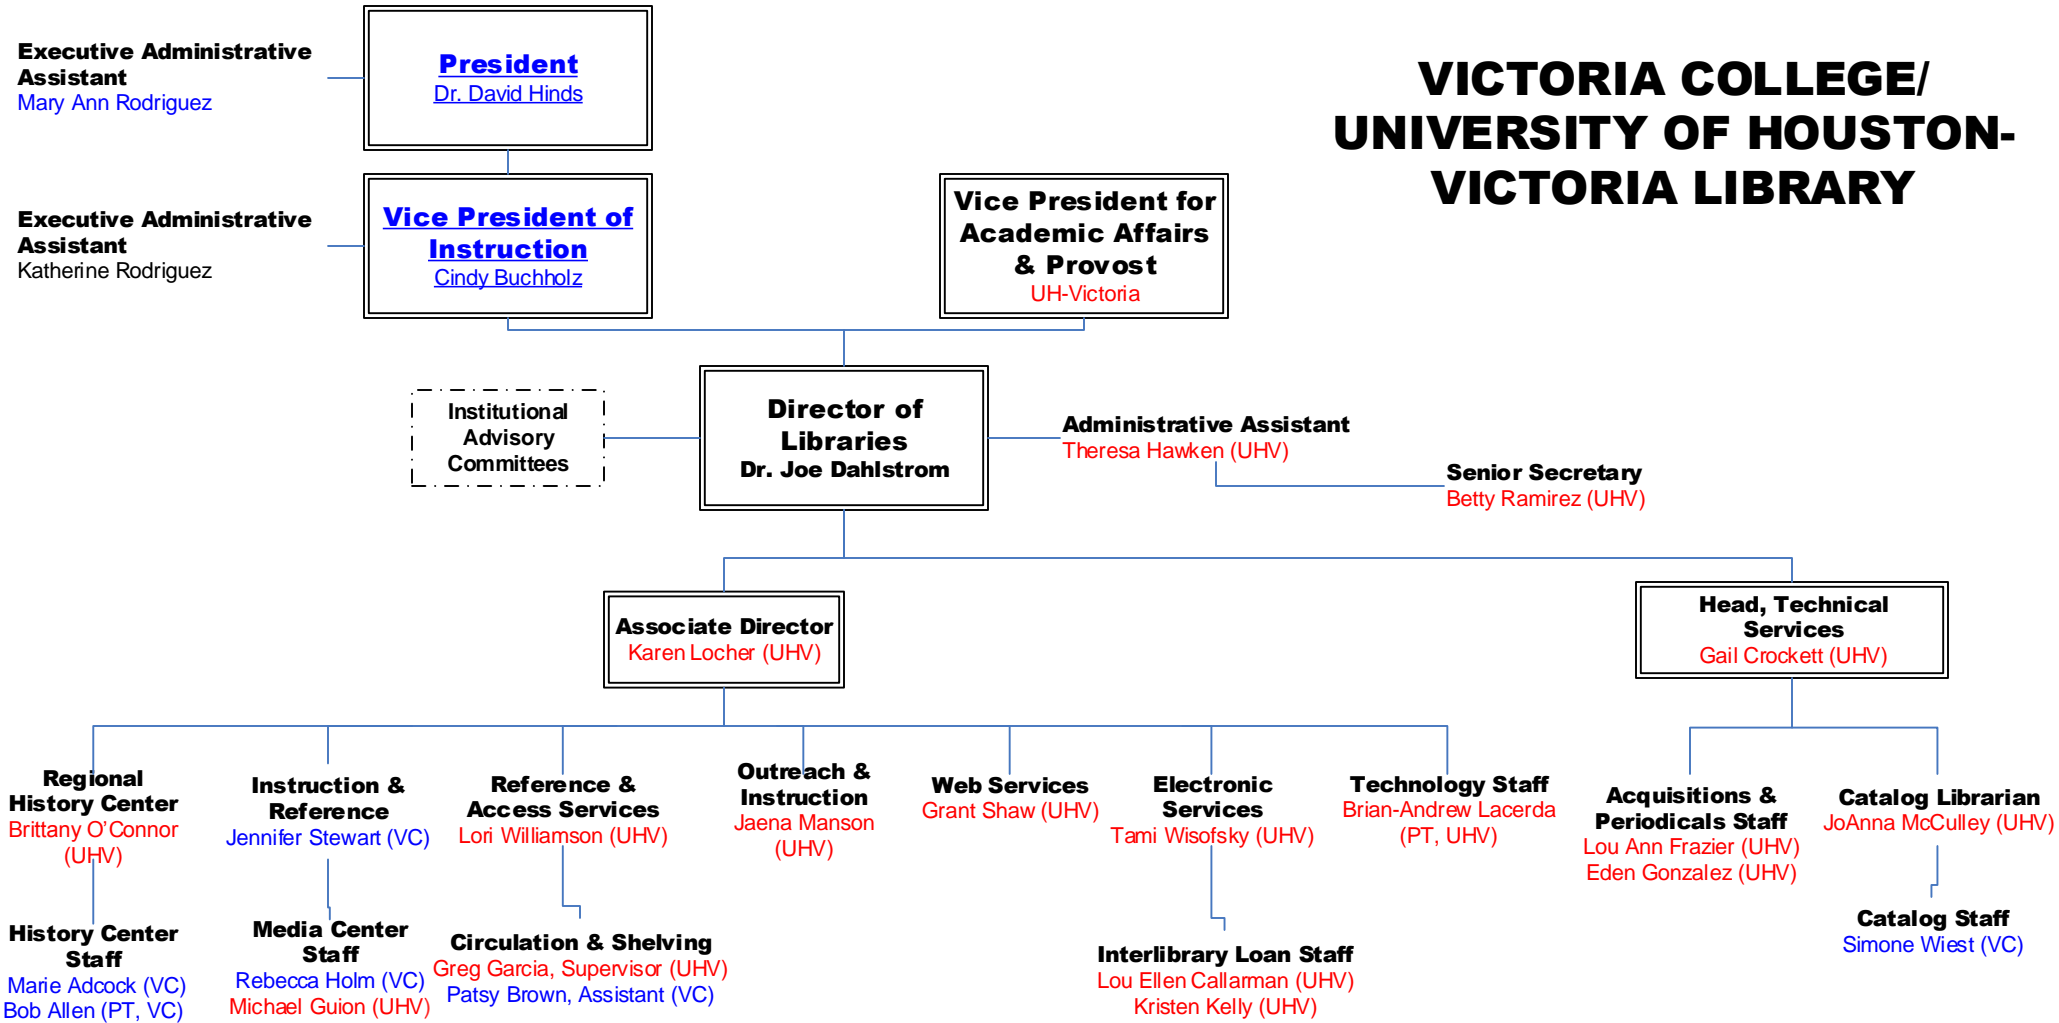 Executive Administrative
Assistant
Mary Ann Rodriguez
President
Dr. David Hinds
VICTORIA COLLEGE/
UNIVERSITY OF HOUSTON-
VICTORIA LIBRARY
Executive Administrative
Assistant
Katherine Rodriguez
Vice President of
Instruction
Cindy Buchholz
Vice President for
Academic Affairs
& Provost
UH-Victoria
Institutional
Advisory
Committees
Director of
Libraries
Dr. Joe Dahlstrom
Administrative Assistant
Theresa Hawken (UHV)
Senior Secretary
Betty Ramirez (UHV)
Associate Director
Karen Locher (UHV)
Head, Technical
Services
Gail Crockett (UHV)
Regional
History Center
Brittany O’Connor
(UHV)
Instruction &
Reference
Jennifer Stewart (VC)
Reference &
Access Services
Lori Williamson (UHV)
Outreach &
Instruction
Jaena Manson
(UHV)
Web Services
Grant Shaw (UHV)
Electronic
Services
Tami Wisofsky (UHV)
Technology Staff
Brian-Andrew Lacerda
(PT, UHV)
Acquisitions &
Periodicals Staff
Lou Ann Frazier (UHV)
Eden Gonzalez (UHV)
Catalog Librarian
JoAnna McCulley (UHV)
History Center
Staff
Marie Adcock (VC)
Bob Allen (PT, VC)
Media Center
Staff
Rebecca Holm (VC)
Michael Guion (UHV)
Circulation & Shelving
Greg Garcia, Supervisor (UHV)
Patsy Brown, Assistant (VC)
Interlibrary Loan Staff
Lou Ellen Callarman (UHV)
Kristen Kelly (UHV)
Catalog Staff
Simone Wiest (VC)